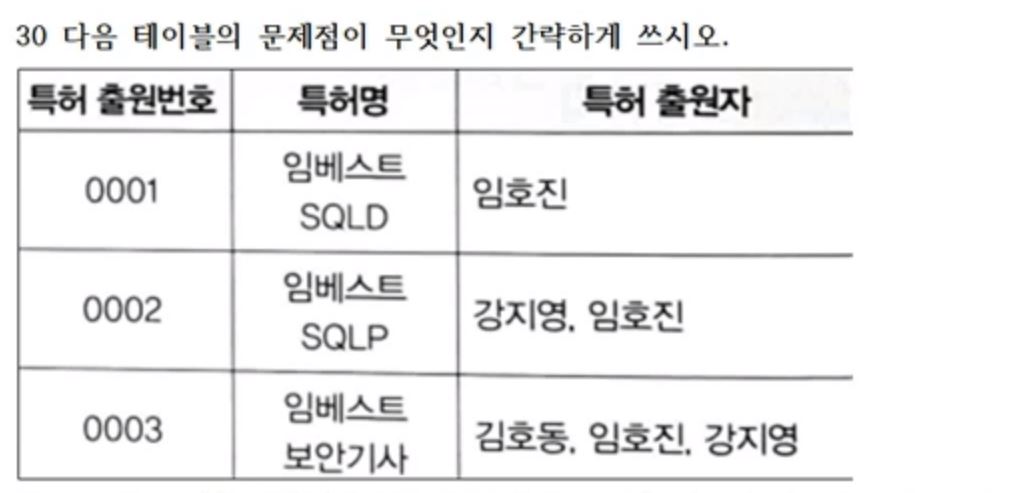 30 다음 테이블의 문제점이 무엇인지 간략하게 쓰시오.
특허 출원번호 특허명 특허 출원자
0001 임베스트 SQLD 임호진
0002 임베스트 SQLP 강지영, 임호진
0003 임베스트 보안기사 김호동, 임호진, 강지영